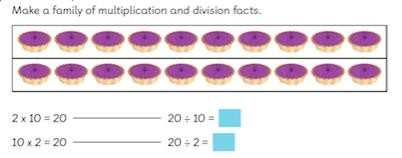 Make a family of multiplication and division facts.
2 x 10 = 20 20 ÷ 10 =
10 x 2 = 20 20 ÷ 2 =